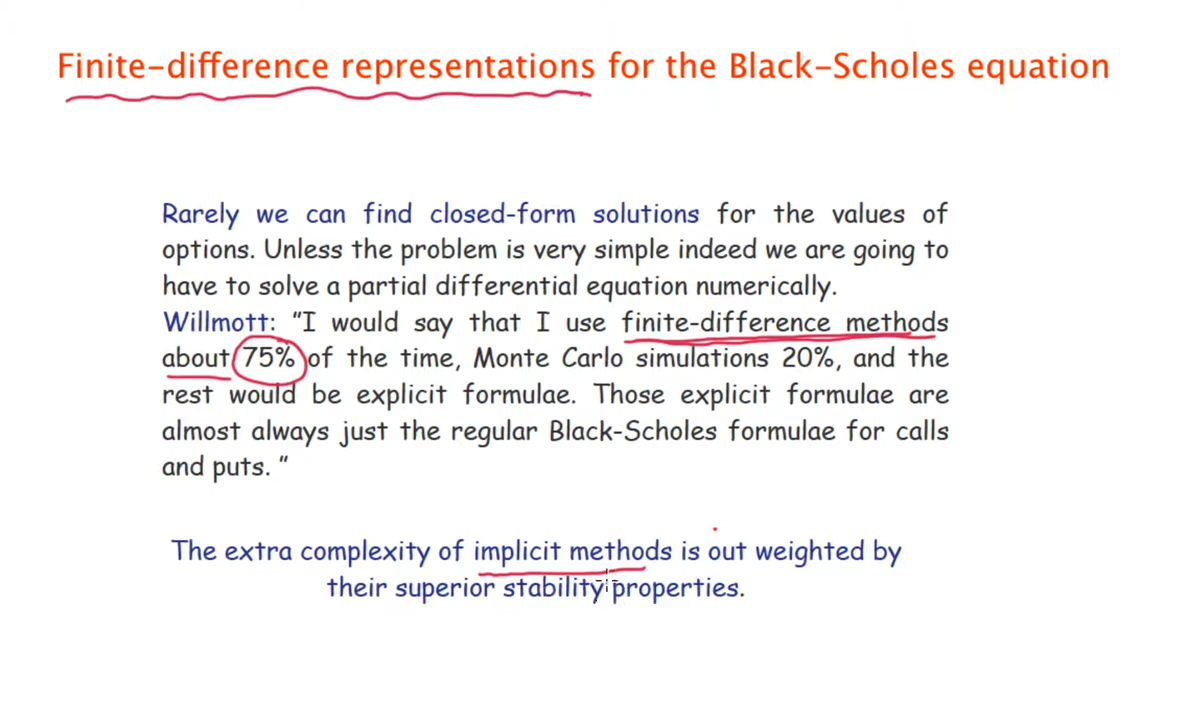 Finite-difference representations for the Black-Scholes equation
Rarely we can find closed-form solutions for the values of
options. Unless the problem is very simple indeed we are going to
have to solve a partial differential equation numerically.
Willmott: "I would say that I use finite-difference methods
about 75% of the time, Monte Carlo simulations 20%, and the
rest would be explicit formulae. Those explicit formulae are
almost always just the regular Black-Scholes formulae for calls
and puts. "
The extra complexity of implicit methods is out weighted by
their superior stability properties.